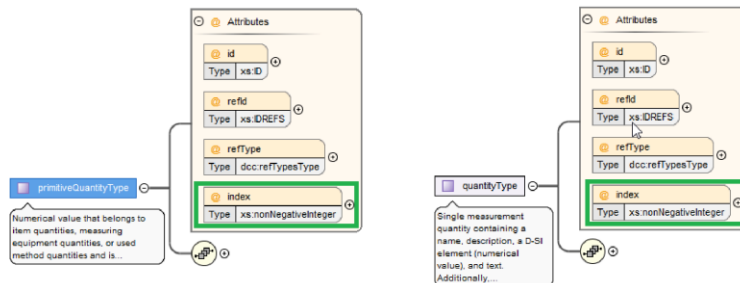 @ Attributes
@ id
Type xs:ID
@ refId
Type xs:IDREFS
@ refType
Type dcc:refTypesType
@ index
Type xs:nonNegativeInteger
primitiveQuantityType
Numerical value that belongs to
item quantities, measuring
equipment quantities, or used
method quantities and is...
@ Attributes
@ id
Type xs:ID
@ refId
Type xs:IDREFS
@ refType
Type dcc:refTypesType
@ index
Type xs:nonNegativeInteger
quantityType
Single measurement
quantity containing a
name, description, a D-SI
element (numerical
value), and text.
Additionally,...